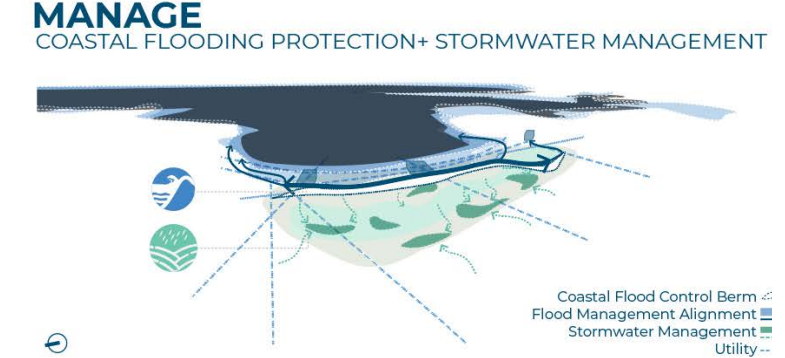 MANAGE
COASTAL FLOODING PROTECTION+ STORMWATER MANAGEMENT
Coastal Flood Control Berm
Flood Management Alignment
Stormwater Management
Utility